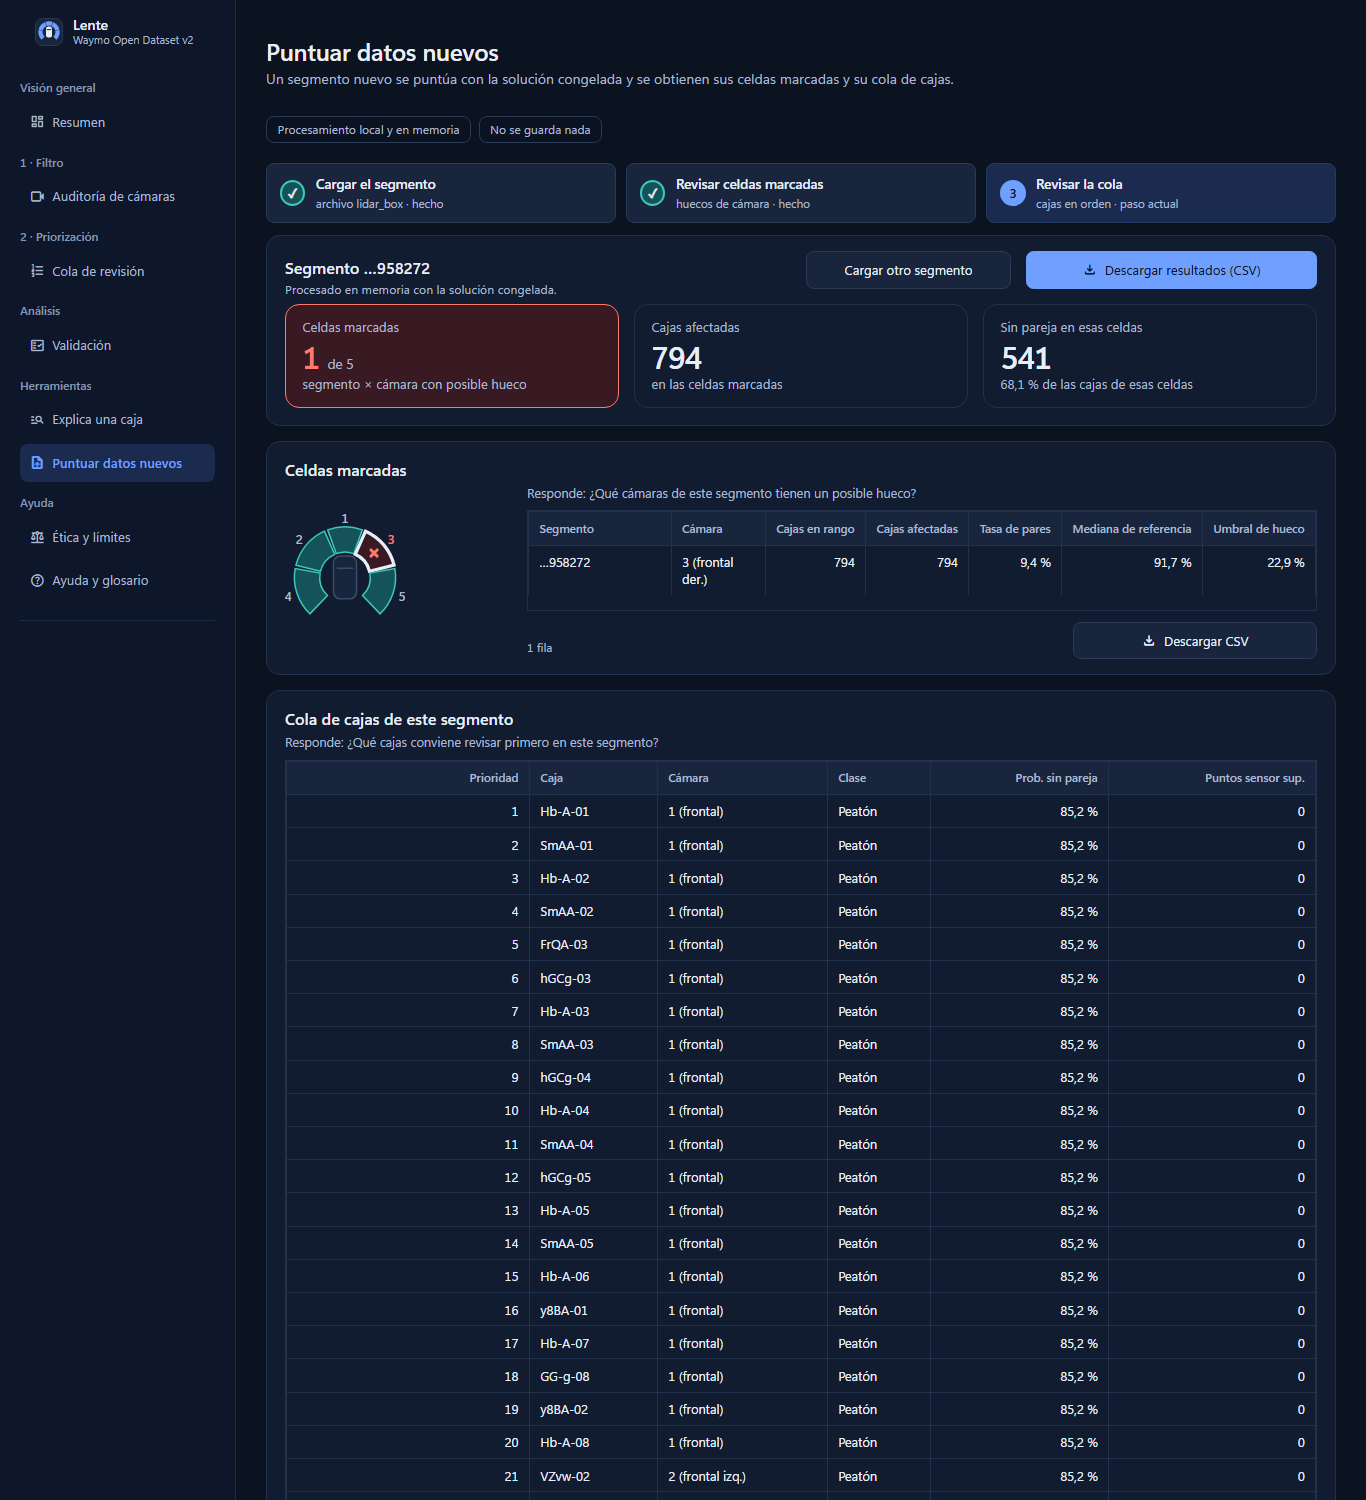 Lente
Waymo Open Dataset v2
Visión general
Resumen
1 · Filtro
Auditoría de cámaras
2 · Priorización
Cola de revisión
Análisis
Validación
Herramientas
Explica una caja
Puntuar datos nuevos
Ayuda
Ética y límites
Ayuda y glosario
Puntuar datos nuevos
Un segmento nuevo se puntúa con la solución congelada y se obtienen sus celdas marcadas y su cola de cajas.
Procesamiento local y en memoria
No se guarda nada
Cargar el segmento
archivo lidar_box · hecho
Revisar celdas marcadas
huecos de cámara · hecho
3
Revisar la cola
cajas en orden · paso actual
Segmento ...958272
Procesado en memoria con la solución congelada.
Cargar otro segmento
Descargar resultados (CSV)
Celdas marcadas
1 de 5
segmento × cámara con posible hueco
Cajas afectadas
794
en las celdas marcadas
Sin pareja en esas celdas
541
68,1 % de las cajas de esas celdas
Celdas marcadas
1
2
3
4
5
Responde: ¿Qué cámaras de este segmento tienen un posible hueco?
Segmento Cámara Cajas en rango Cajas afectadas Tasa de pares Mediana de referencia Umbral de hueco
...958272 3 (frontal der.) 794 794 9,4 % 91,7 % 22,9 %
1 fila
Descargar CSV
Cola de cajas de este segmento
Responde: ¿Qué cajas conviene revisar primero en este segmento?
Prioridad Caja Cámara Clase Prob. sin pareja Puntos sensor sup.
1 Hb-A-01 1 (frontal) Peatón 85,2 % 0
2 SmAA-01 1 (frontal) Peatón 85,2 % 0
3 Hb-A-02 1 (frontal) Peatón 85,2 % 0
4 SmAA-02 1 (frontal) Peatón 85,2 % 0
5 FrQA-03 1 (frontal) Peatón 85,2 % 0
6 hGCg-03 1 (frontal) Peatón 85,2 % 0
7 Hb-A-03 1 (frontal) Peatón 85,2 % 0
8 SmAA-03 1 (frontal) Peatón 85,2 % 0
9 hGCg-04 1 (frontal) Peatón 85,2 % 0
10 Hb-A-04 1 (frontal) Peatón 85,2 % 0
11 SmAA-04 1 (frontal) Peatón 85,2 % 0
12 hGCg-05 1 (frontal) Peatón 85,2 % 0
13 Hb-A-05 1 (frontal) Peatón 85,2 % 0
14 SmAA-05 1 (frontal) Peatón 85,2 % 0
15 Hb-A-06 1 (frontal) Peatón 85,2 % 0
16 y8BA-01 1 (frontal) Peatón 85,2 % 0
17 Hb-A-07 1 (frontal) Peatón 85,2 % 0
18 GG-g-08 1 (frontal) Peatón 85,2 % 0
19 y8BA-02 1 (frontal) Peatón 85,2 % 0
20 Hb-A-08 1 (frontal) Peatón 85,2 % 0
21 VZvw-02 2 (frontal izq.) Peatón 85,2 % 0